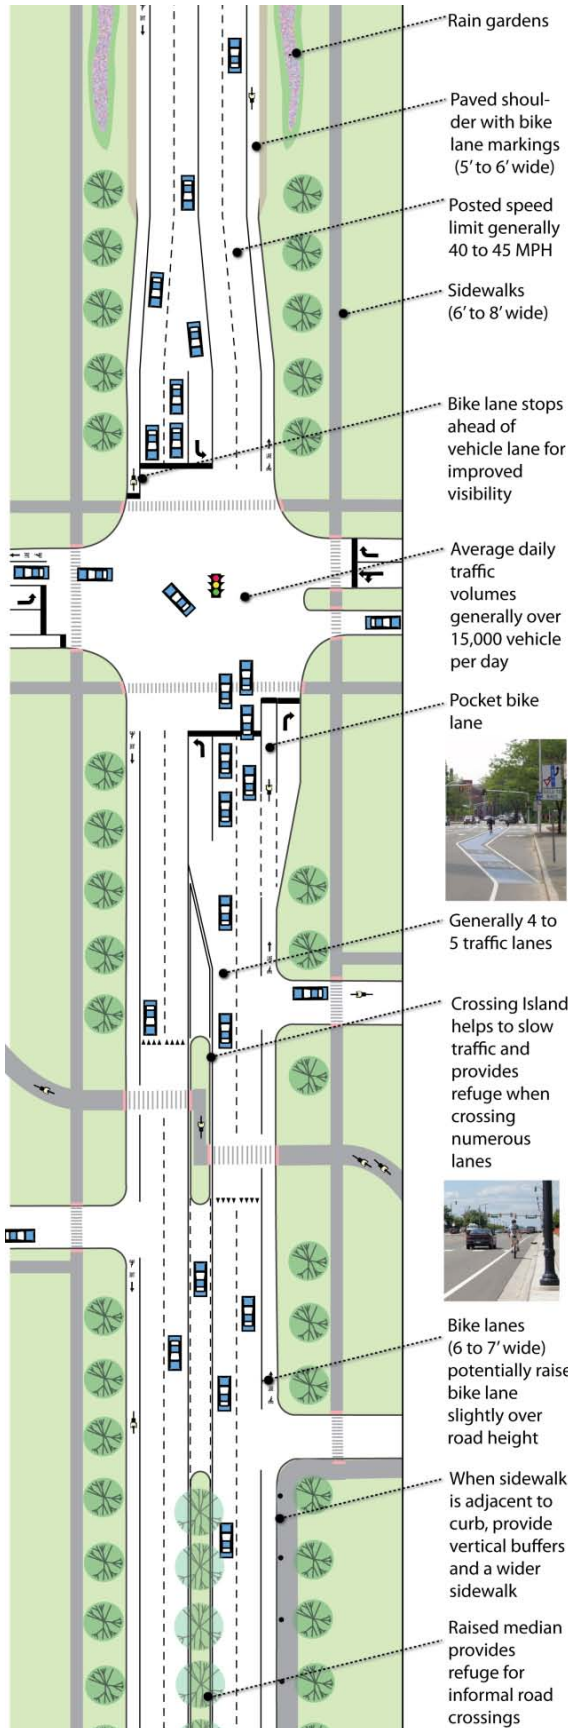 Rain gardens
Paved shoul-
der with bike
lane markings
(5’ to 6’ wide)
Posted speed
limit generally
40 to 45 MPH
Sidewalks
(6’ to 8’ wide)
Bike lane stops
ahead of
vehicle lane for
improved
visibility
Average daily
traffic
volumes
generally over
15,000 vehicle
per day
Pocket bike
lane
Generally 4 to
5 traffic lanes
Crossing Island
helps to slow
traffic and
provides
refuge when
crossing
numerous
lanes
Bike lanes
(6 to 7’ wide)
potentially raise
bike lane
slightly over
road height
When sidewalk
is adjacent to
curb, provide
vertical buffers
and a wider
sidewalk
Raised median
provides
refuge for
informal road
crossings